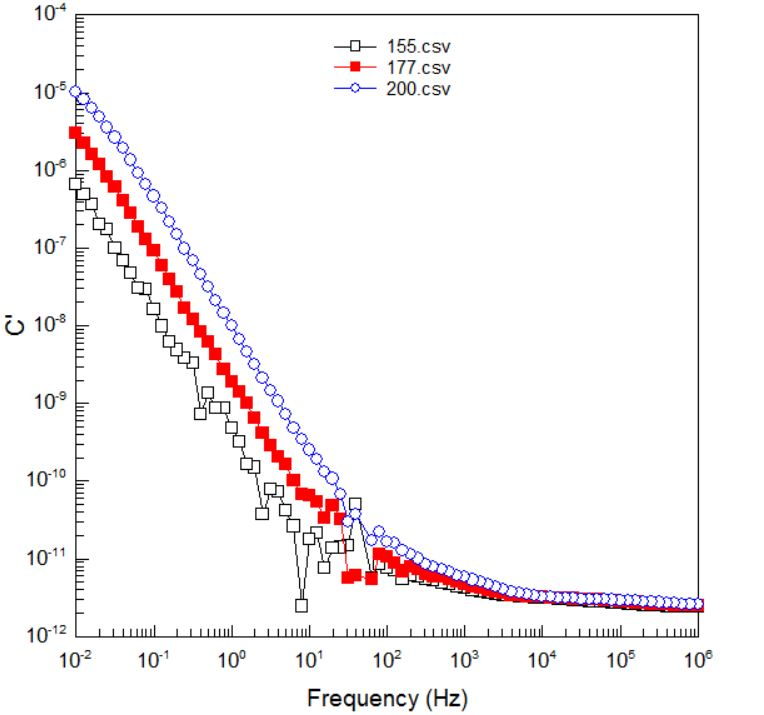 155.csv
177.csv
200.csv
10⁻⁴
10⁻⁵
10⁻⁶
10⁻⁷
10⁻⁸
10⁻⁹
10⁻¹⁰
10⁻¹¹
10⁻¹²
C'
10⁻² 10⁻¹ 10⁰ 10¹ 10² 10³ 10⁴ 10⁵ 10⁶
Frequency (Hz)